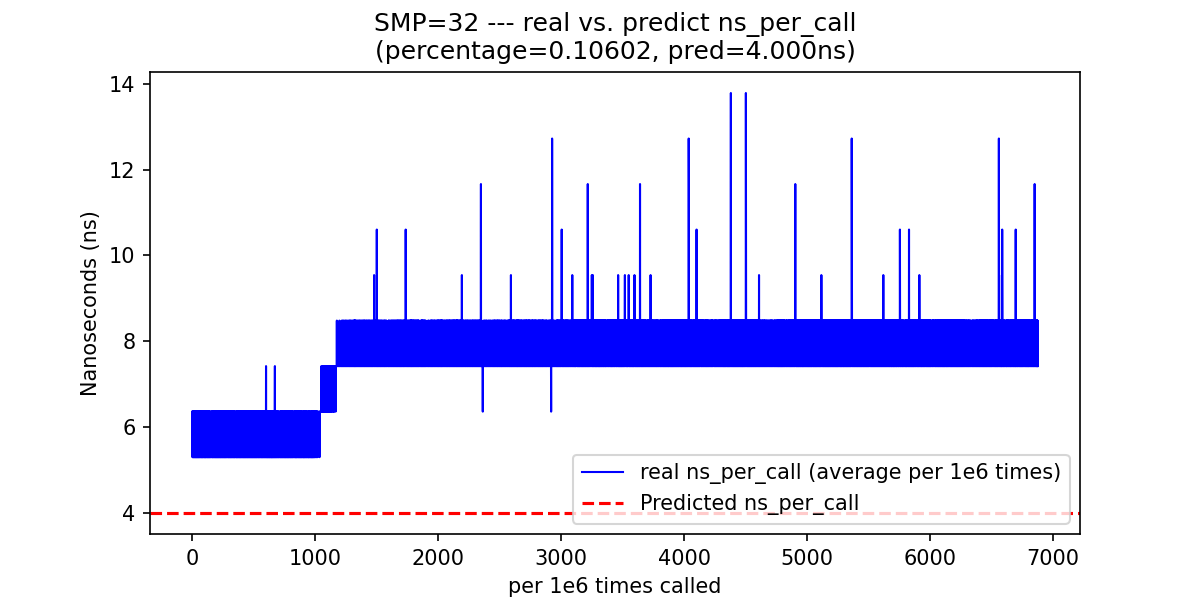 SMP=32 --- real vs. predict ns_per_call
(percentage=0.10602, pred=4.000ns)
Nanoseconds (ns)
14
12
10
8
6
4
real ns_per_call (average per 1e6 times)
Predicted ns_per_call
0 1000 2000 3000 4000 5000 6000 7000
per 1e6 times called